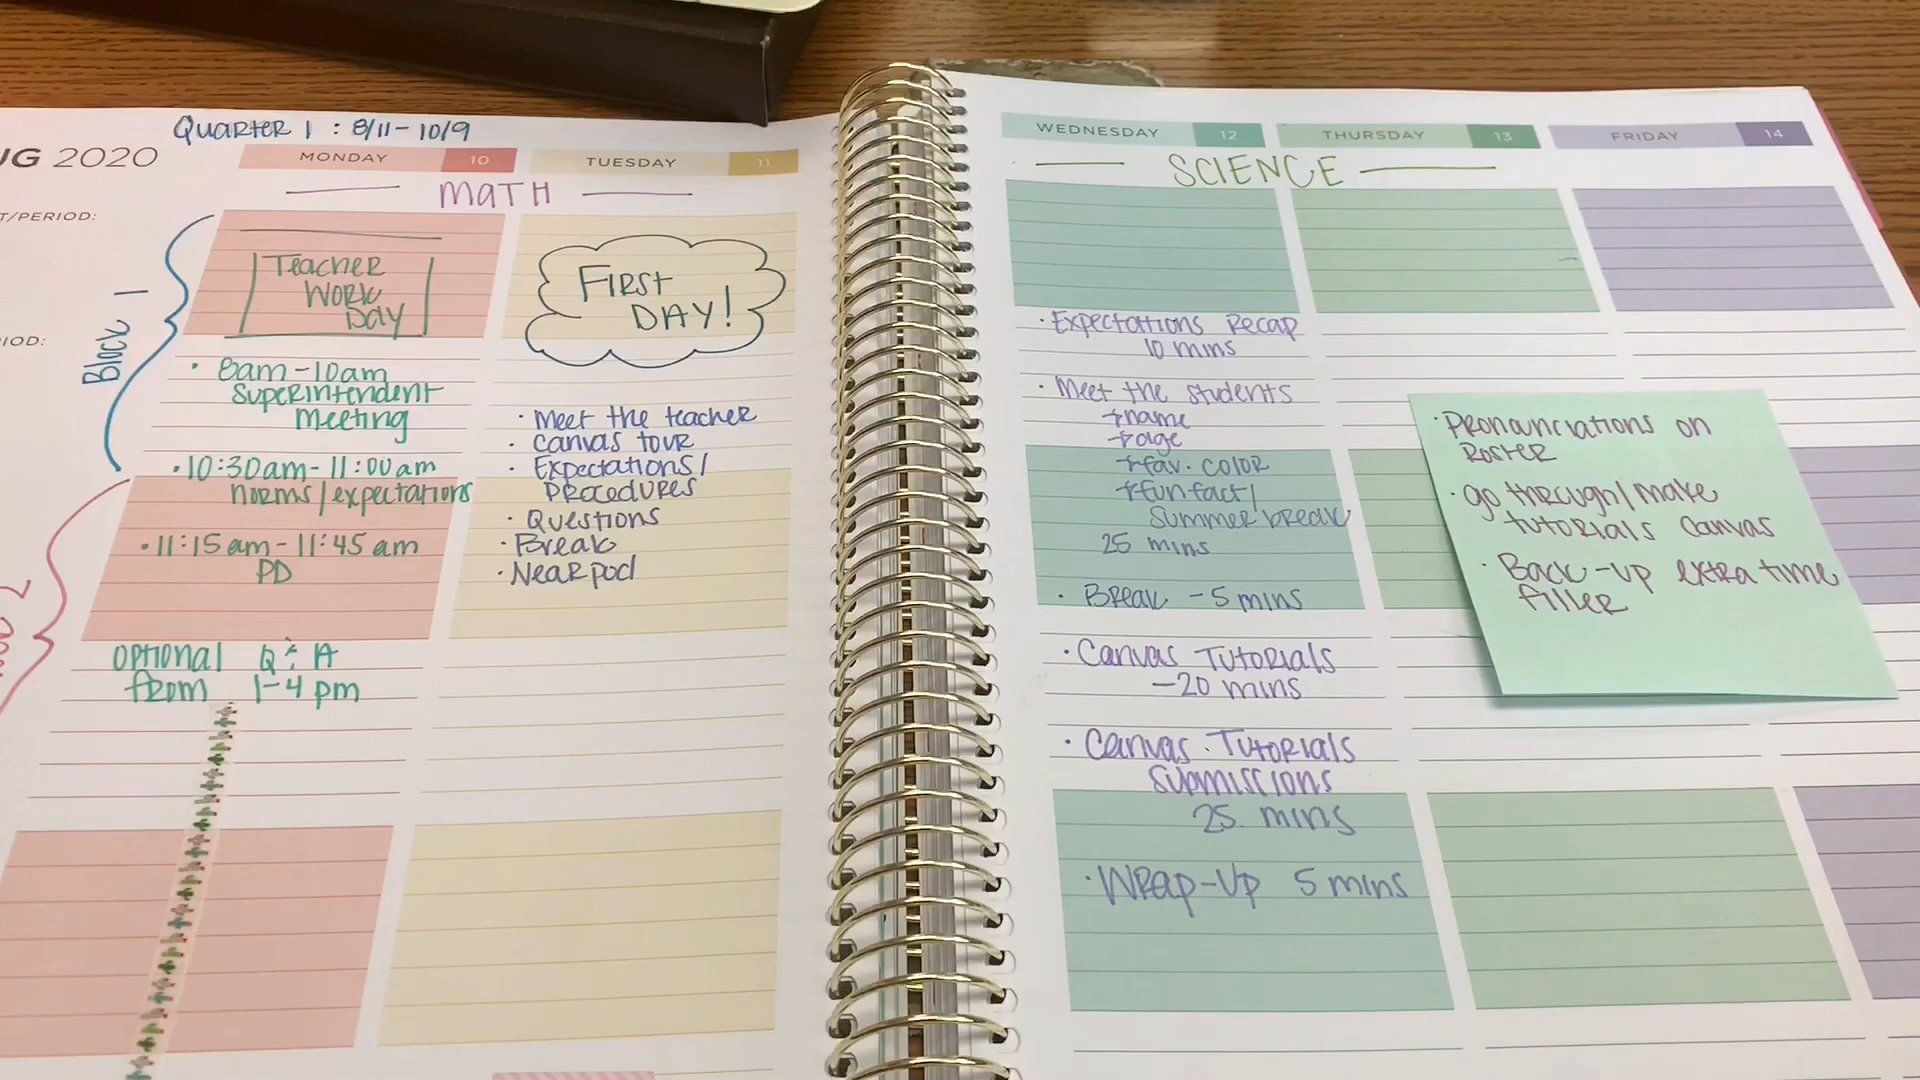 Quarter 1 : 8/11-10/9
UG 2020
MONDAY 10
TUESDAY 11
MATH
T/PERIOD:
IOD:
Block 1
Teacher
Work
Day
• 8am-10am
Superintendent
meeting
• 10:30am-11:00am
norms/expectations
• 11:15am-11:45am
PD
Optional Q & A
from 1-4 pm
FIRST
DAY!
• Meet the teacher
• Canvas tour
• Expectations/
Procedures
• Questions
• Break
• Nearpod
WEDNESDAY 12
THURSDAY 13
FRIDAY 14
SCIENCE
• Expectations Recap
10 mins
• Meet the students
+name
+age
+fav. color
+fun fact/
summer break
25 mins
• Break - 5 mins
• Canvas Tutorials
-20 mins
• Canvas Tutorials
Submissions
25 mins
• Wrap-Up 5 mins
• Pronunciations on
Roster
• go through/make
tutorials Canvas
• Back-up extra time
filler